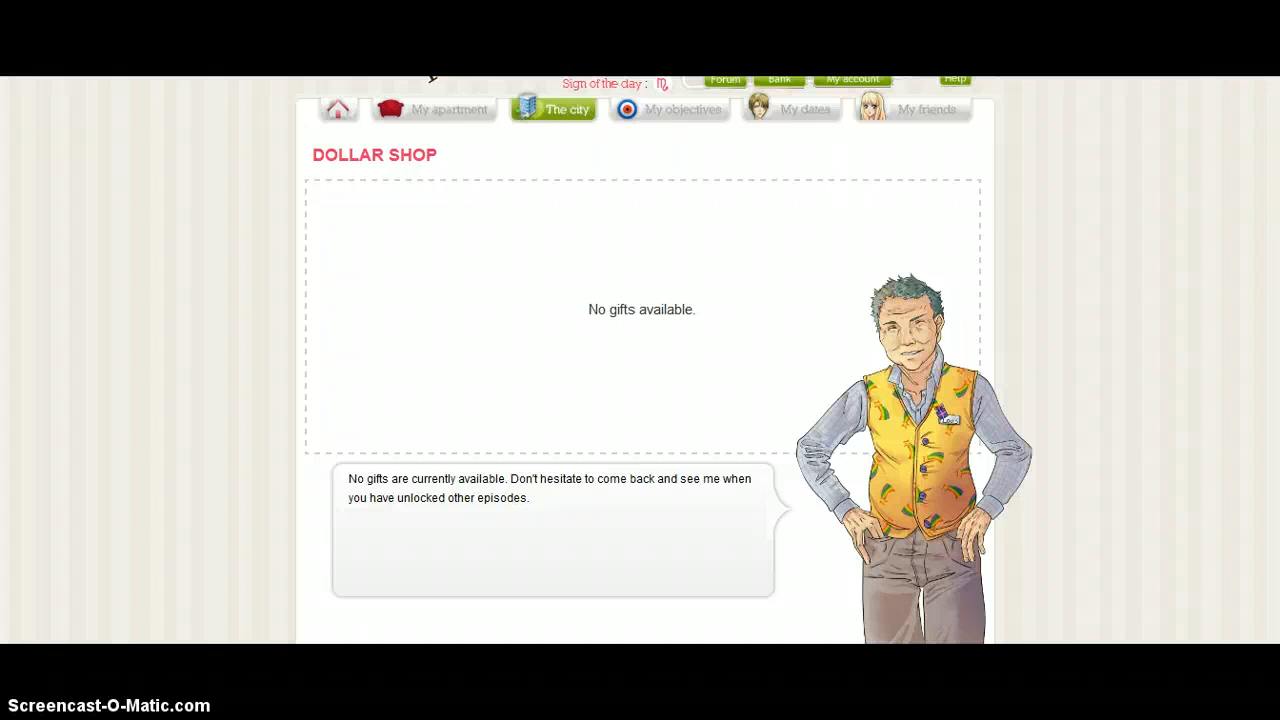 Sign of the day :
Forum
Bank
My account
Help
My apartment
The city
My objectives
My dates
My friends
DOLLAR SHOP
No gifts available.
No gifts are currently available. Don't hesitate to come back and see me when
you have unlocked other episodes.
Screencast-O-Matic.com